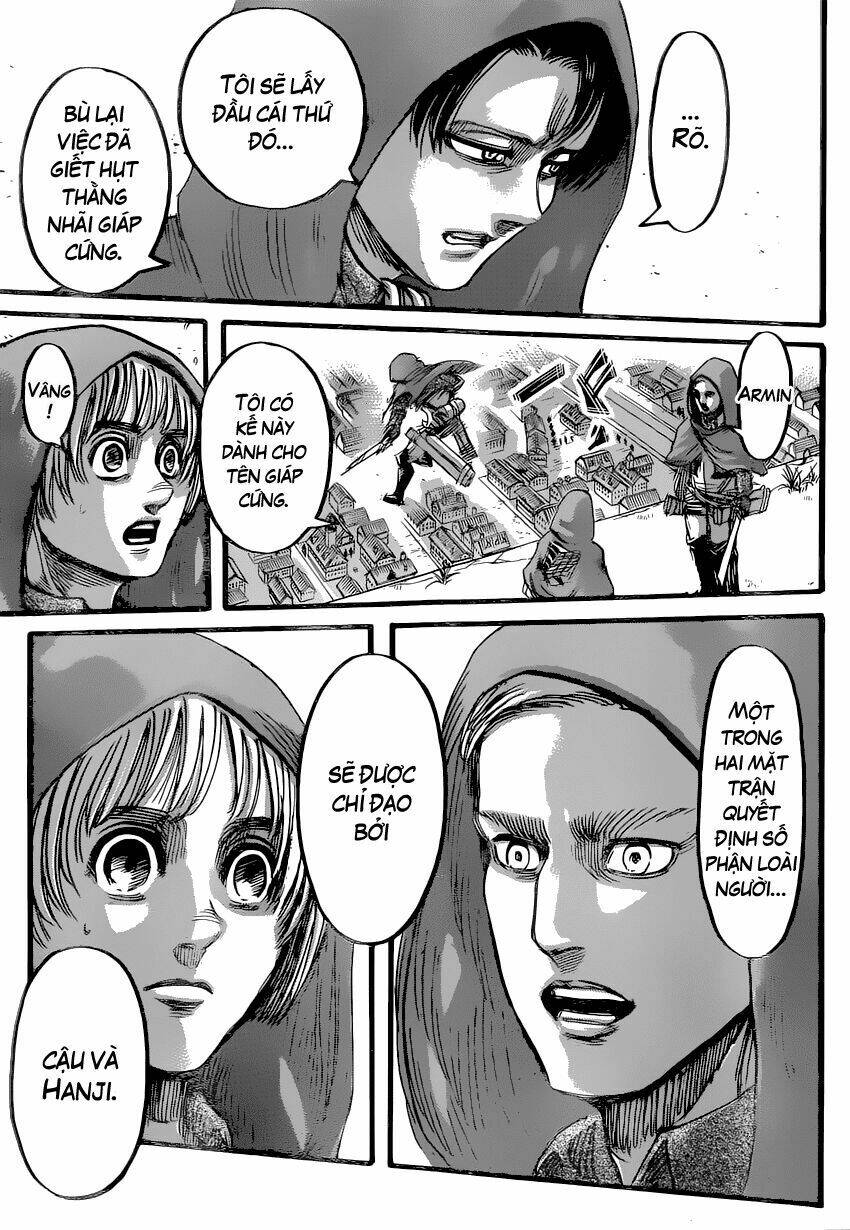 ...
RÕ.
TÔI SẼ LẤY
ĐẦU CÁI THỨ
ĐÓ...
BÙ LẠI
VIỆC ĐÃ
GIẾT HỤT
THẰNG
NHÃI GIÁP
CỨNG.
ARMIN
TÔI CÓ
KẾ NÀY
DÀNH CHO
TÊN GIÁP
CỨNG.
VÂNG
!
MỘT
TRONG
HAI MẶT
TRẬN
QUYẾT
ĐỊNH SỐ
PHẬN LOÀI
NGƯỜI...
SẼ ĐƯỢC
CHỈ ĐẠO
BỞI
CẬU VÀ
HANJI.